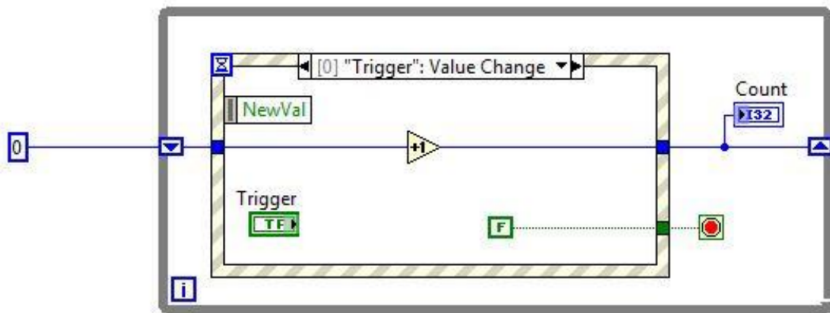 [0] "Trigger": Value Change
NewVal
Count
I32
0
+1
Trigger
TF
F
i